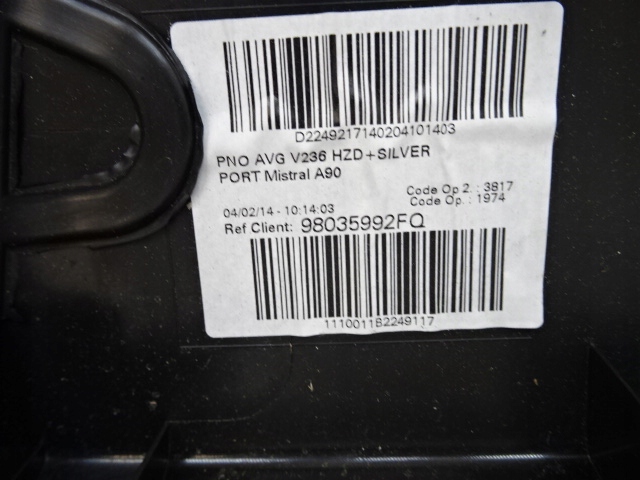 D2249217140204101403
PNO AVG V236 HZD+SILVER
PORT Mistral A90
Code Op 2. : 3817
Code Op. : 1974
04/02/14 - 10:14:03
Ref Client: 98035992FQ
1110011B2249117